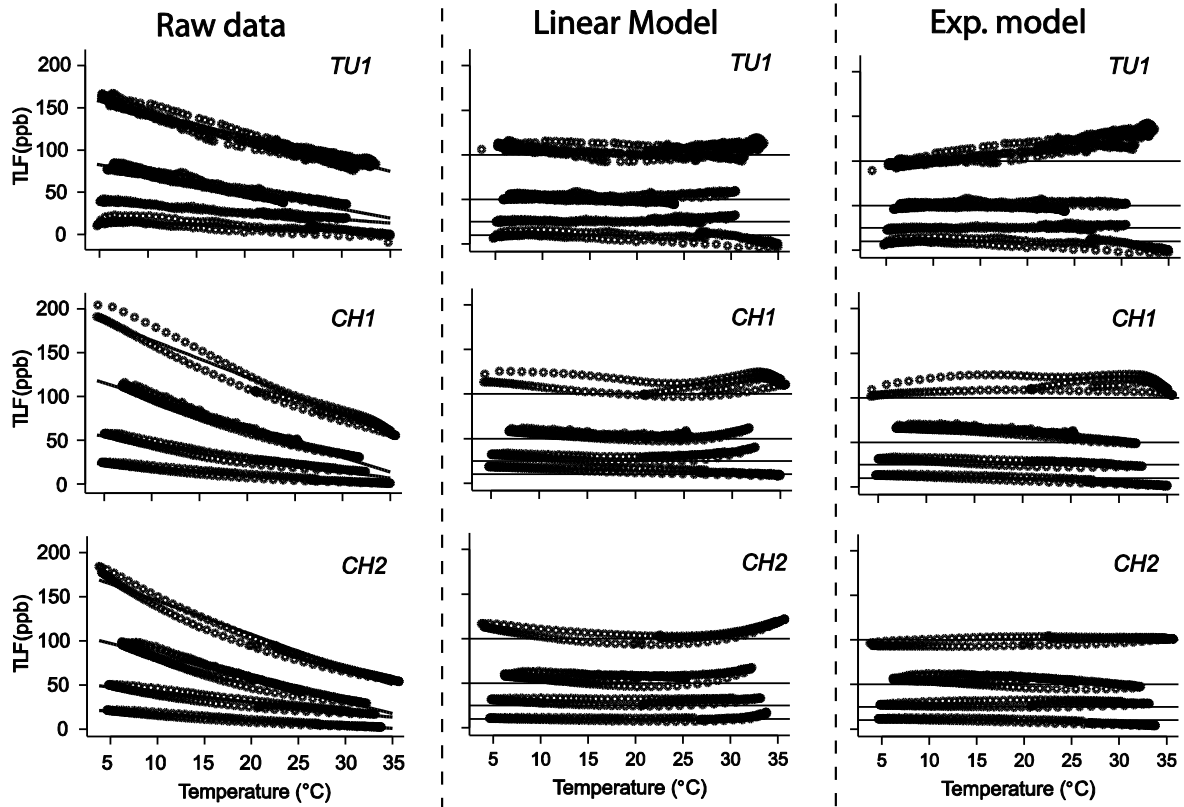 Raw data
Linear Model
Exp. model
TLF(ppb)
200
150
100
50
0
TU1
TU1
TU1
TLF(ppb)
200
150
100
50
0
CH1
CH1
CH1
TLF(ppb)
200
150
100
50
0
CH2
CH2
CH2
5 10 15 20 25 30 35
5 10 15 20 25 30 35
5 10 15 20 25 30 35
Temperature (°C)
Temperature (°C)
Temperature (°C)